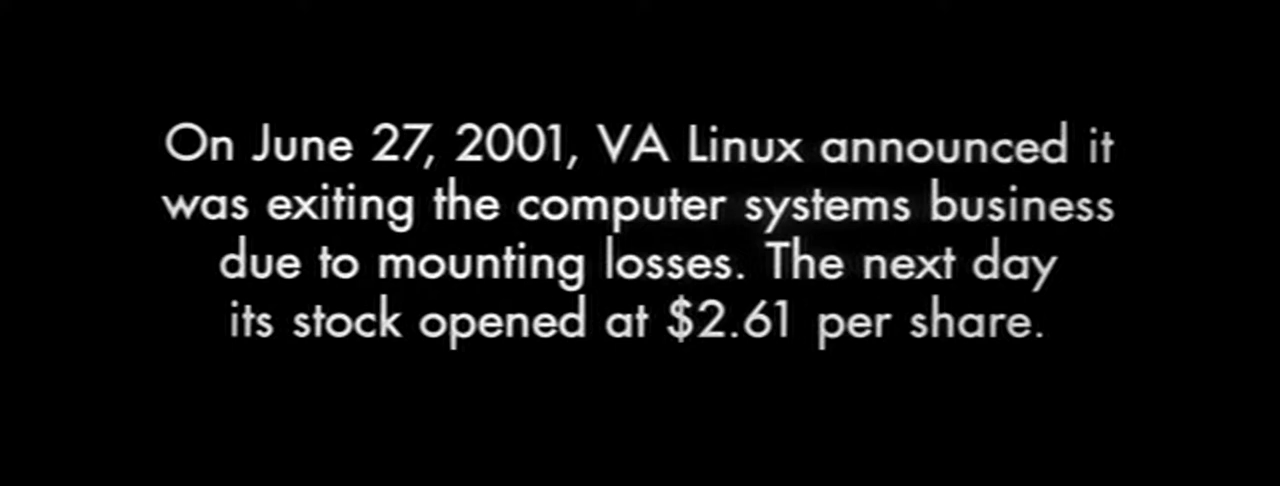 On June 27, 2001, VA Linux announced it
was exiting the computer systems business
due to mounting losses. The next day
its stock opened at $2.61 per share.